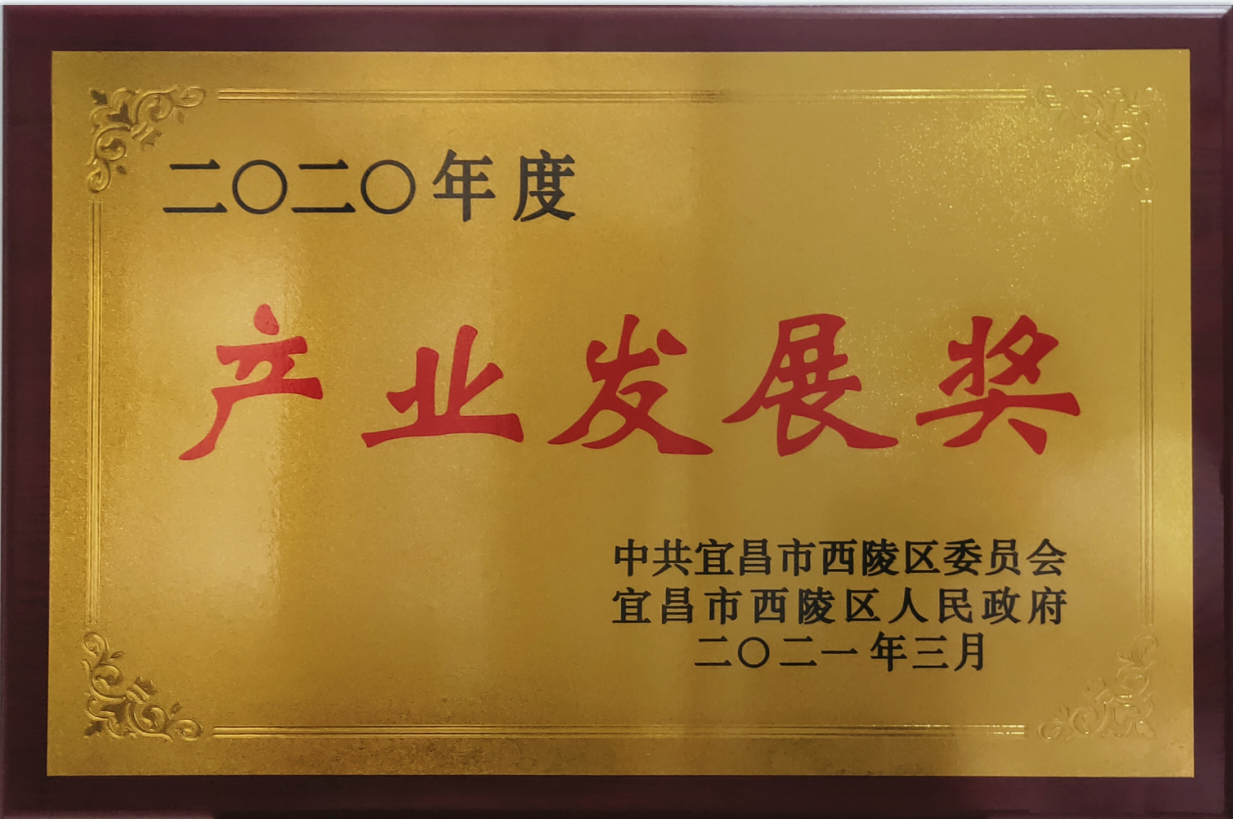 二〇二〇年度
产业发展奖
中共宜昌市西陵区委员会
宜昌市西陵区人民政府
二〇二一年三月